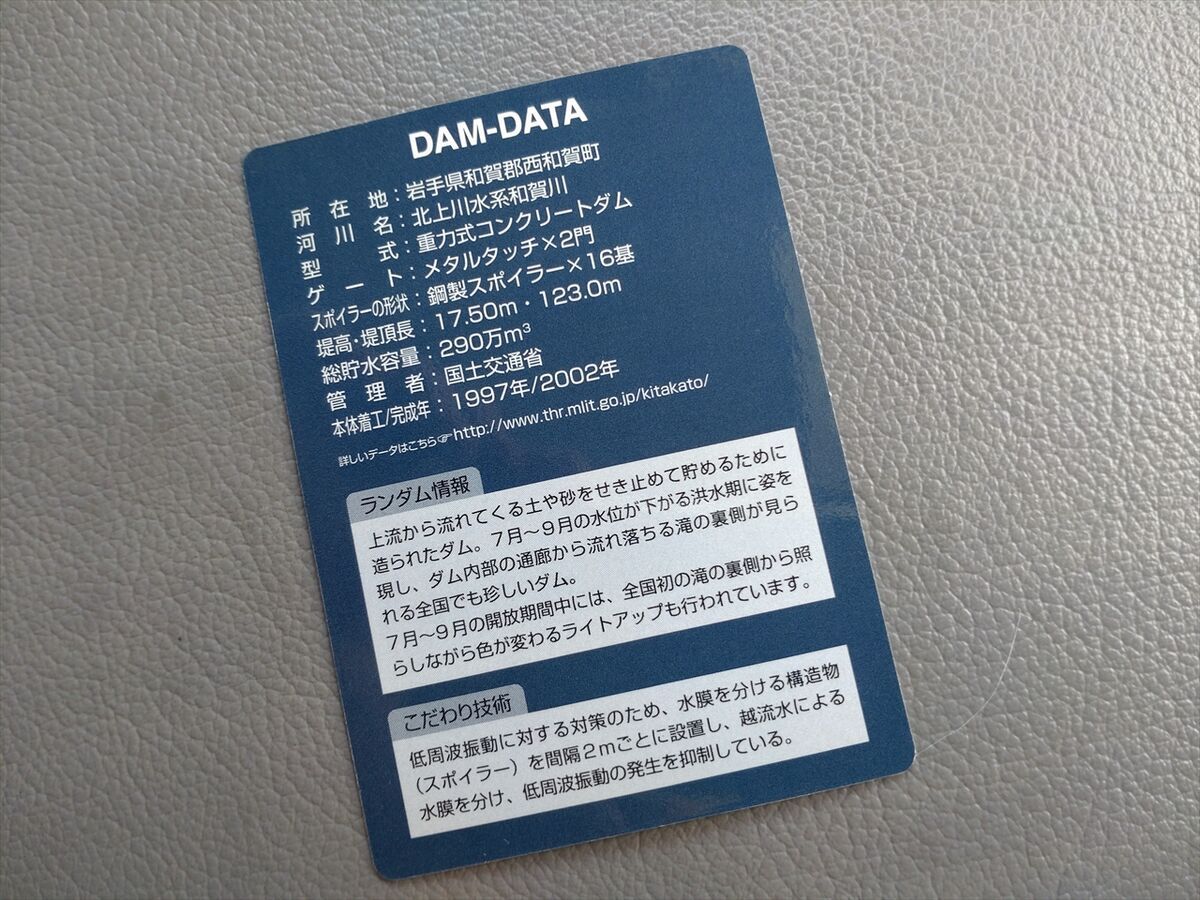 DAM-DATA
所在地：岩手県和賀郡西和賀町
河川名：北上川水系和賀川
型式：重力式コンクリートダム
ゲート：メタルタッチ×2門
スポイラーの形状：鋼製スポイラー×16基
堤高・堤頂長：17.50m・123.0m
総貯水容量：290万m³
管理者：国土交通省
本体着工/完成年：1997年/2002年
詳しいデータはこちら☞http://www.thr.mlit.go.jp/kitakato/
ランダム情報
上流から流れてくる土や砂をせき止めて貯めるために
造られたダム。7月～9月の水位が下がる洪水期に姿を
現し、ダム内部の通廊から流れ落ちる滝の裏側が見ら
れる全国でも珍しいダム。
7月～9月の開放期間中には、全国初の滝の裏側から照
らしながら色が変わるライトアップも行われています。
こだわり技術
低周波振動に対する対策のため、水膜を分ける構造物
（スポイラー）を間隔2mごとに設置し、越流水による
水膜を分け、低周波振動の発生を抑制している。